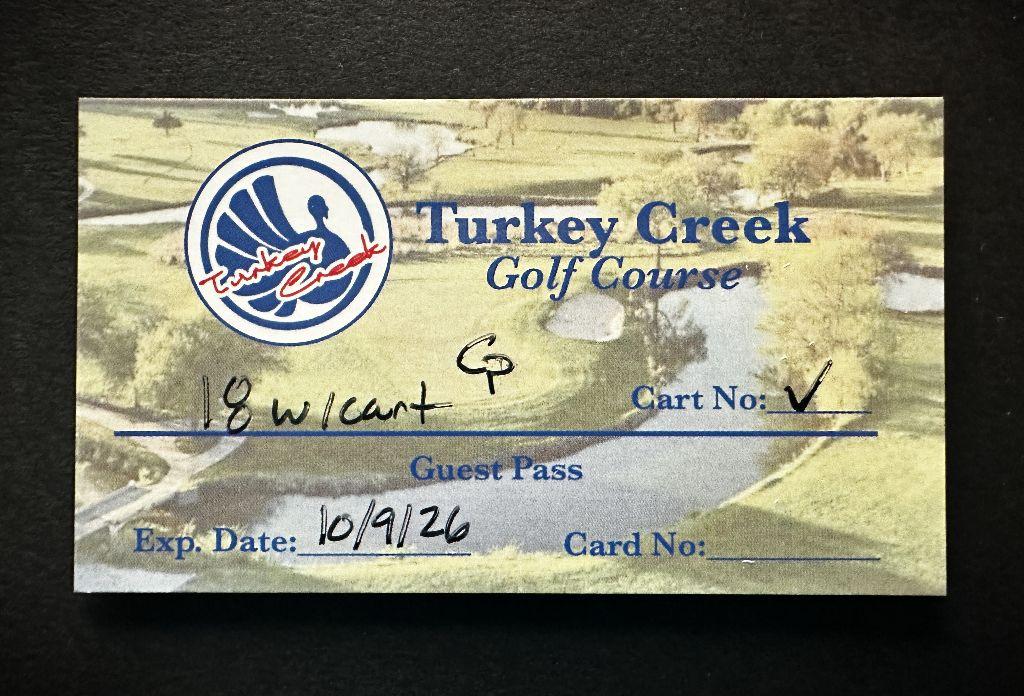 Turkey Creek
Turkey Creek
Golf Course
18 w/cart GP
Cart No: ✓
Guest Pass
Exp. Date: 10/9/26
Card No: